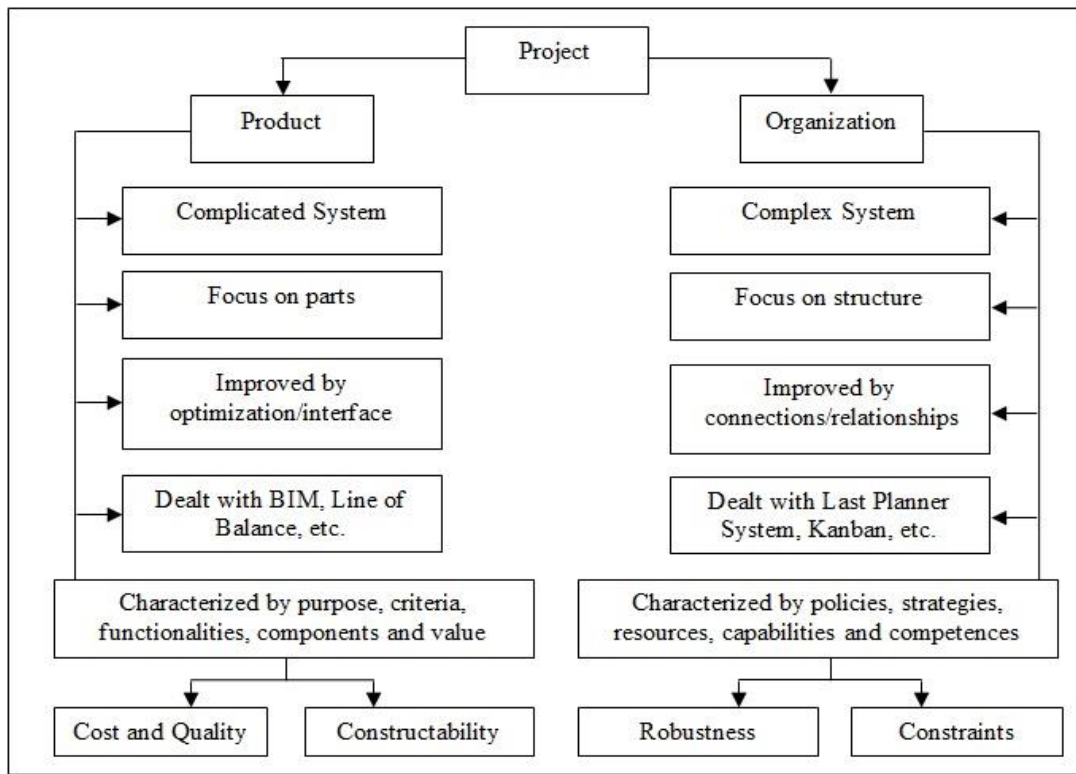 Project
Product
Organization
Complicated System
Complex System
Focus on parts
Focus on structure
Improved by
optimization/interface
Improved by
connections/relationships
Dealt with BIM, Line of
Balance, etc.
Dealt with Last Planner
System, Kanban, etc.
Characterized by purpose, criteria,
functionalities, components and value
Characterized by policies, strategies,
resources, capabilities and competences
Cost and Quality
Constructability
Robustness
Constraints